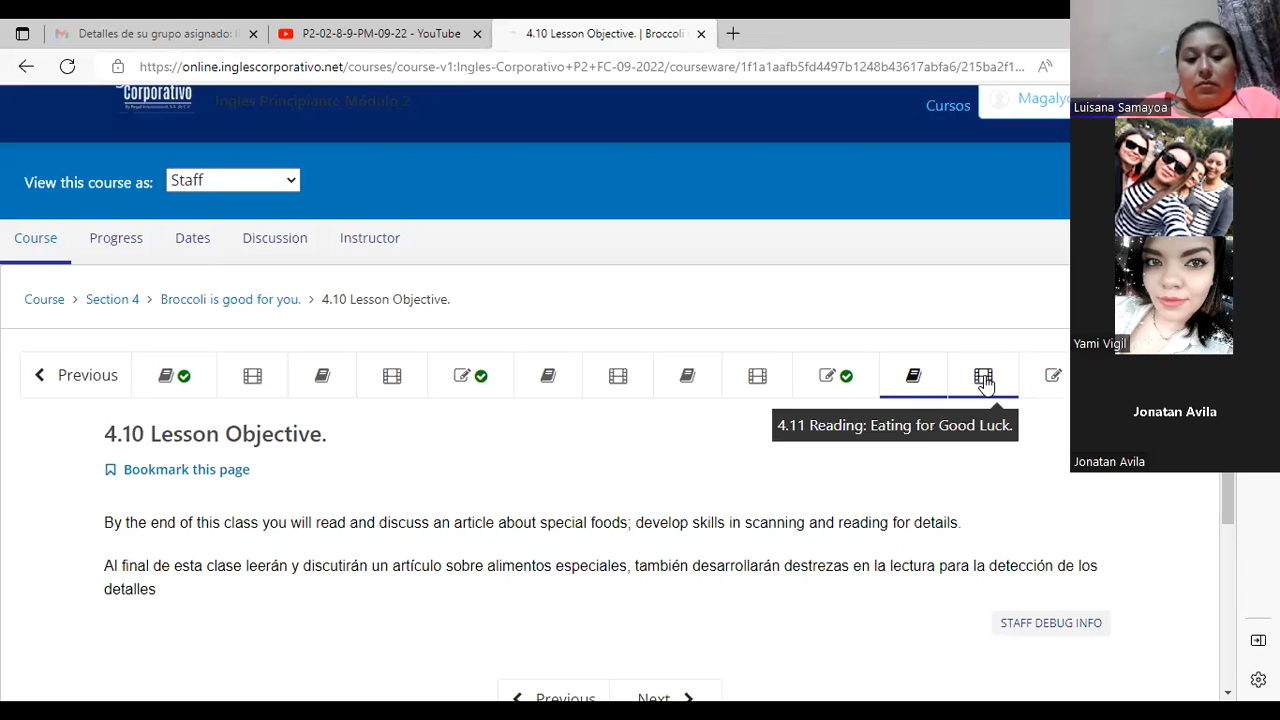 Detalles de su grupo asignado: I
P2-02-8-9-PM-09-22 - YouTube
4.10 Lesson Objective. | Broccoli
https://online.inglescorporativo.net/courses/course-v1:Ingles-Corporativo+P2+FC-09-2022/courseware/1f1a1aafb5fd4497b1248b43617abfa6/215ba2f1...
Corporativo
Inglés Principiante Módulo 2
Cursos
Magaly
View this course as:
Staff
Course
Progress
Dates
Discussion
Instructor
Course > Section 4 > Broccoli is good for you. > 4.10 Lesson Objective.
Previous
4.11 Reading: Eating for Good Luck.
4.10 Lesson Objective.
Bookmark this page
By the end of this class you will read and discuss an article about special foods; develop skills in scanning and reading for details.
Al final de esta clase leerán y discutirán un artículo sobre alimentos especiales, también desarrollarán destrezas en la lectura para la detección de los
detalles
STAFF DEBUG INFO
Previous
Next
Luisana Samayoa
Yami Vigil
Jonatan Avila
Jonatan Avila